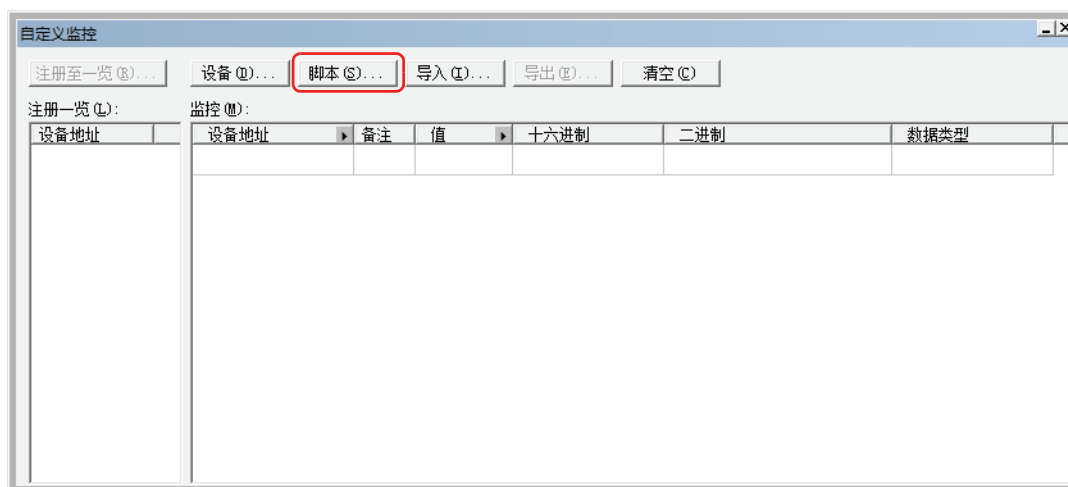 自定义监控
注册至一览(R)... 设备(D)... 脚本(S)... 导入(I)... 导出(E)... 清空(C)
注册一览(L): 监控(M):
设备地址 设备地址 备注 值 十六进制 二进制 数据类型